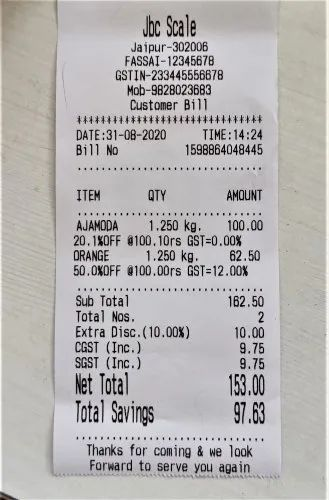 Jbc Scale
Jaipur-302006
FASSAI-12345678
GSTIN-233445556678
Mob-9828023683
Customer Bill
******************************
DATE:31-08-2020 TIME:14:24
Bill No 1598864048445
ITEM QTY AMOUNT
AJAMODA 1.250 kg. 100.00
20.1%OFF @100.10rs GST=0.00%
ORANGE 1.250 kg. 62.50
50.0%OFF @100.00rs GST=12.00%
Sub Total 162.50
Total Nos. 2
Extra Disc.(10.00%) 10.00
CGST (Inc.) 9.75
SGST (Inc.) 9.75
Net Total 153.00
Total Savings 97.63
Thanks for coming & we look
Forward to serve you again